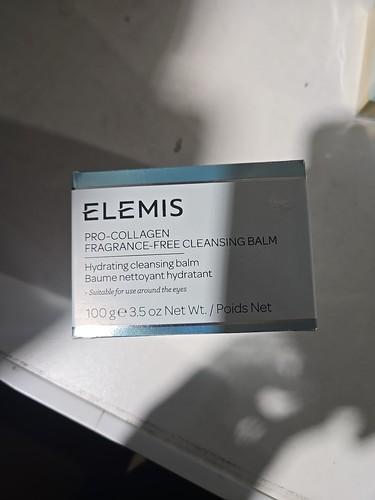 ELEMIS
PRO-COLLAGEN
FRAGRANCE-FREE CLEANSING BALM
Hydrating cleansing balm
Baume nettoyant hydratant
- Suitable for use around the eyes
100 g ℮ 3.5 oz Net Wt. / Poids Net